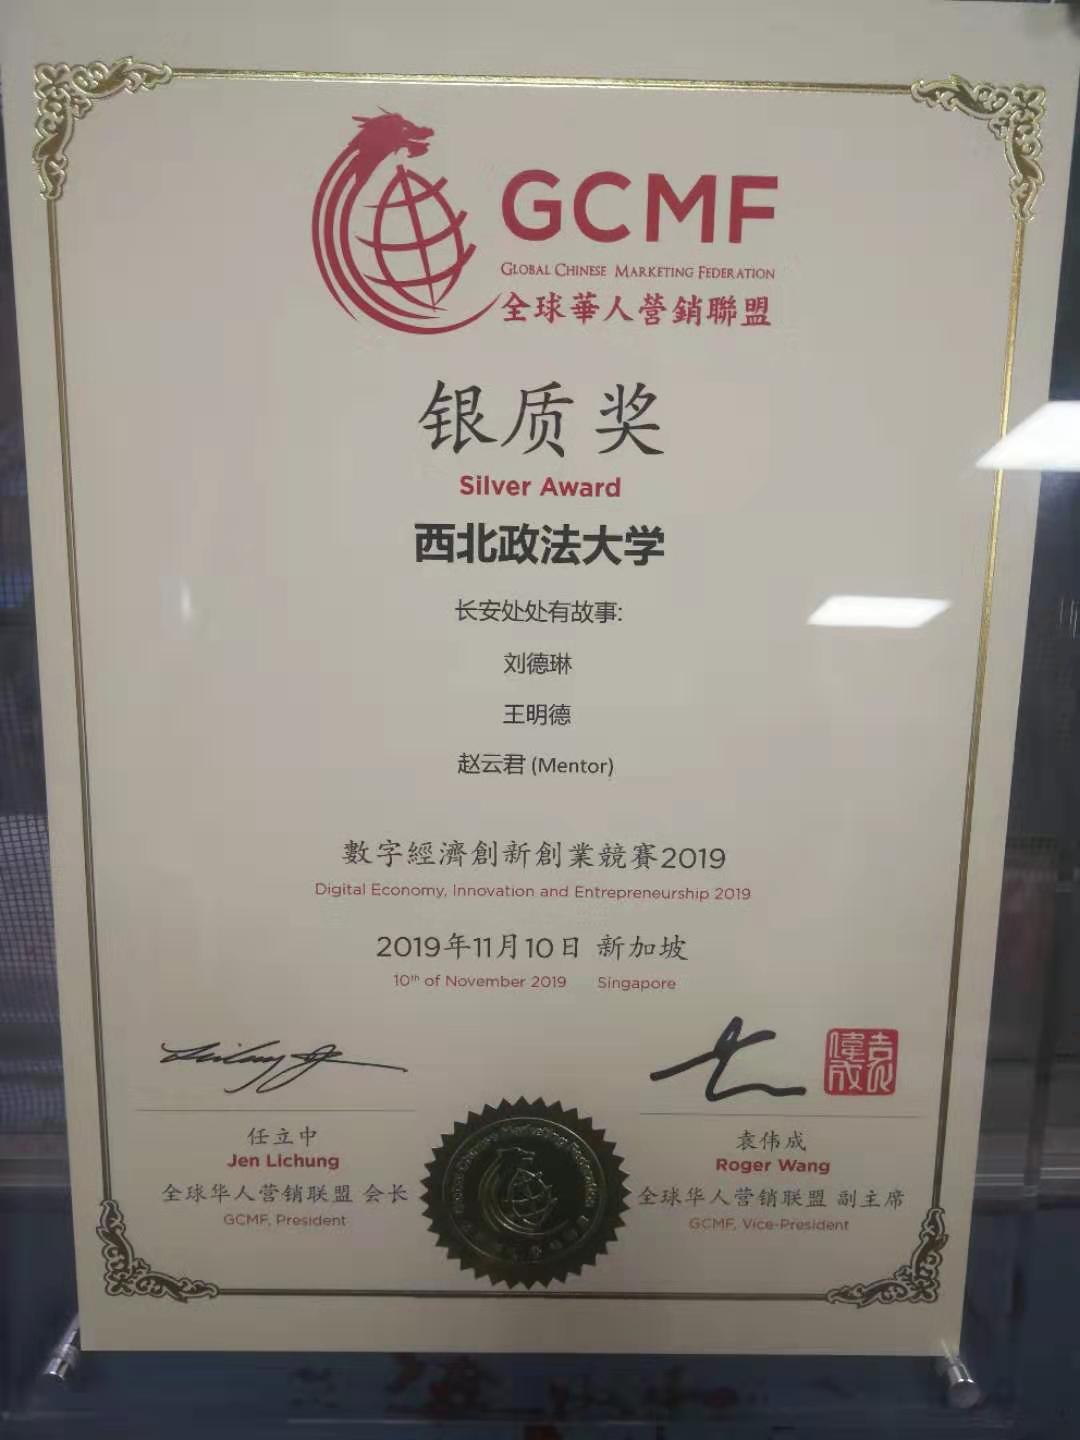 GCMF
GLOBAL CHINESE MARKETING FEDERATION
全球華人營銷聯盟
银质奖
Silver Award
西北政法大学
长安处处有故事:
刘德琳
王明德
赵云君 (Mentor)
數字經濟創新創業競賽2019
Digital Economy, Innovation and Entrepreneurship 2019
2019年11月10日 新加坡
10th of November 2019 Singapore
袁偉成
任立中
Jen Lichung
全球华人营销联盟 会长
GCMF, President
袁伟成
Roger Wang
全球华人营销联盟 副主席
GCMF, Vice-President